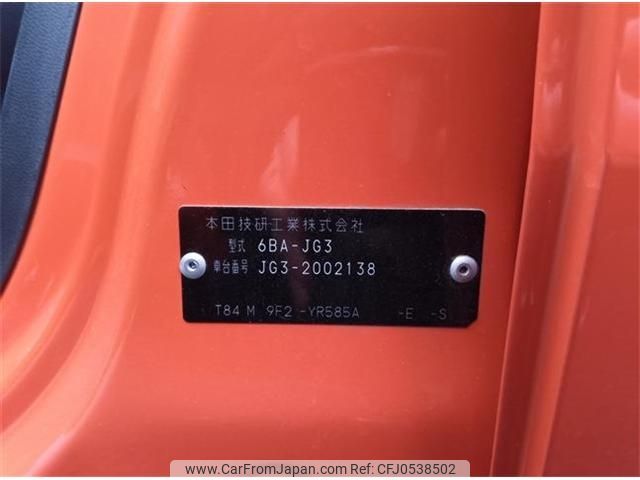 本田技研工業株式会社
型式 6BA-JG3
車台番号 JG3-2002138
T84 M 9F2 -YR585A -E -S
www.CarFromJapan.com | ID:CFJ0538502